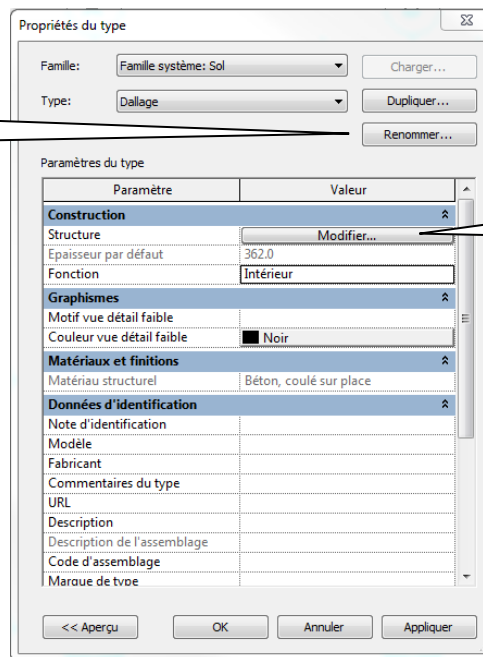 Propriétés du type
Famille: Famille système: Sol Charger...
Type: Dallage Dupliquer...
Renommer...
Paramètres du type
Paramètre Valeur
Construction
Structure Modifier...
Epaisseur par défaut 362.0
Fonction Intérieur
Graphismes
Motif vue détail faible
Couleur vue détail faible Noir
Matériaux et finitions
Matériau structurel Béton, coulé sur place
Données d'identification
Note d'identification
Modèle
Fabricant
Commentaires du type
URL
Description
Description de l'assemblage
Code d'assemblage
Marque de type
<< Aperçu OK Annuler Appliquer